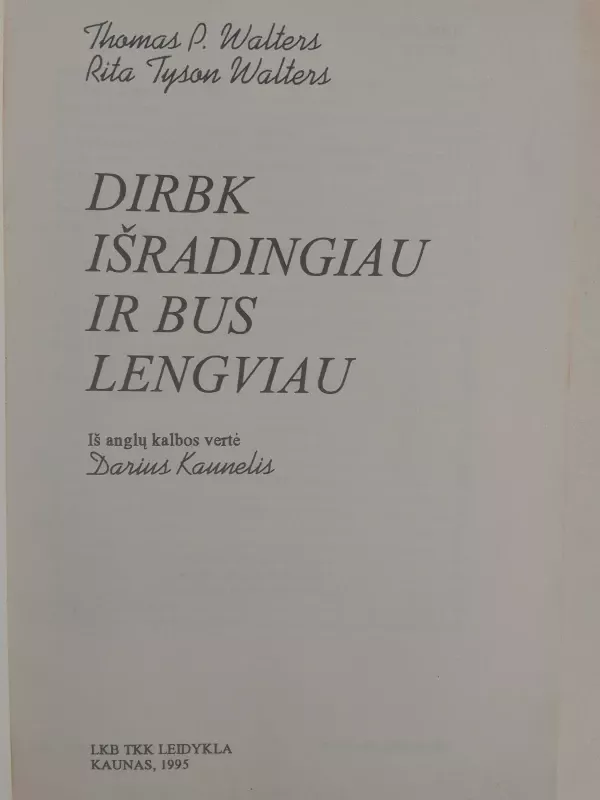 Thomas P. Walters
Rita Tyson Walters
DIRBK
IŠRADINGIAU
IR BUS
LENGVIAU
Iš anglų kalbos vertė
Darius Kaunelis
LKB TKK LEIDYKLA
KAUNAS, 1995